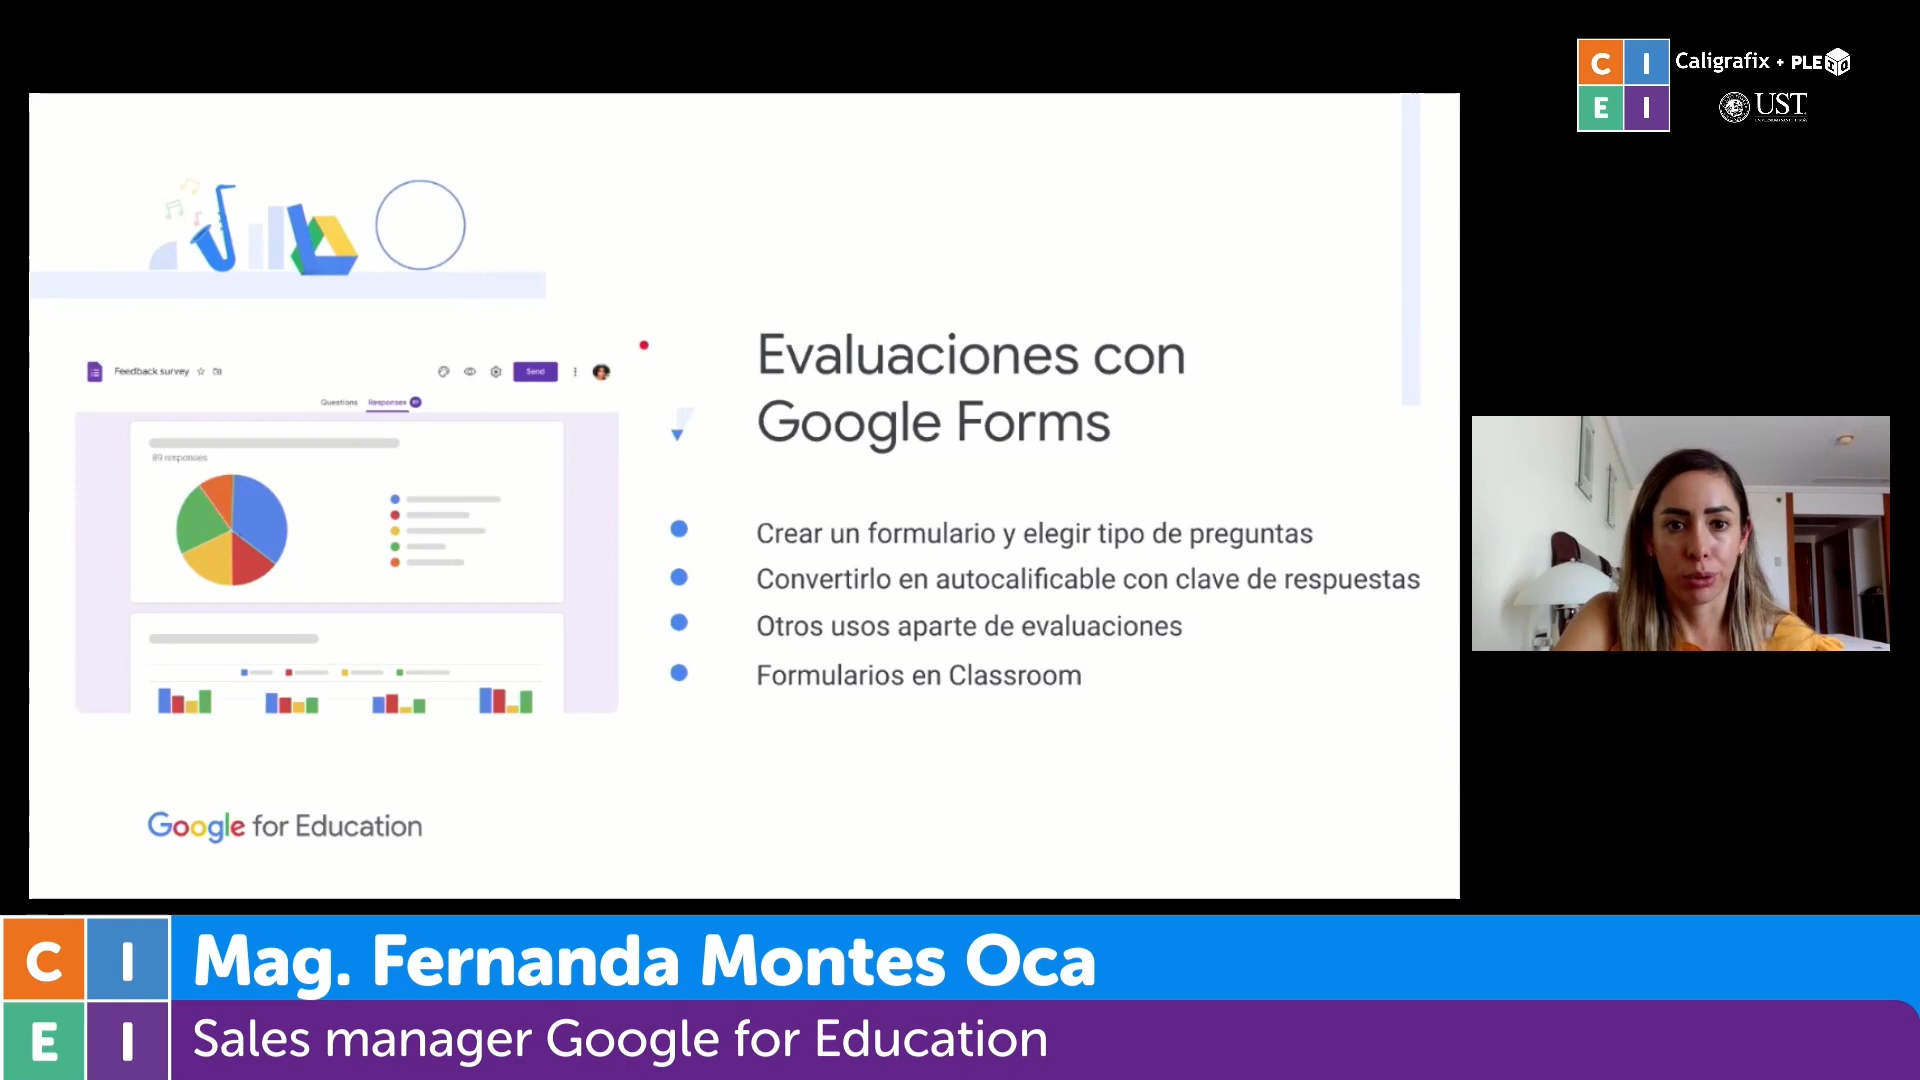 C I Caligrafix + PLE
E I UST
Feedback survey
Send
Questions Responses
89 responses
Evaluaciones con
Google Forms
Crear un formulario y elegir tipo de preguntas
Convertirlo en autocalificable con clave de respuestas
Otros usos aparte de evaluaciones
Formularios en Classroom
Google for Education
C I Mag. Fernanda Montes Oca
E I Sales manager Google for Education